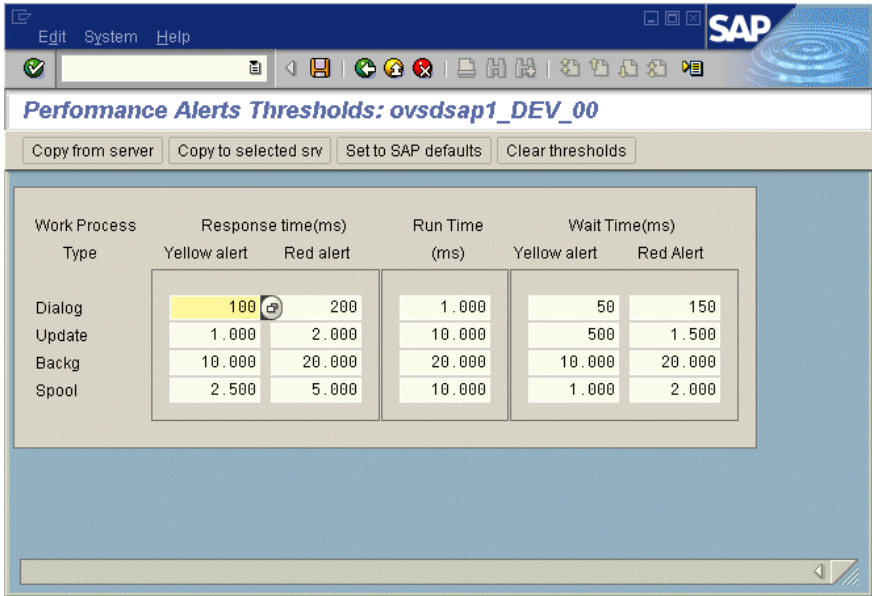 Edit System Help
SAP
Performance Alerts Thresholds: ovsdsap1_DEV_00
Copy from server Copy to selected srv Set to SAP defaults Clear thresholds
Work Process Response time(ms) Run Time Wait Time(ms)
Type Yellow alert Red alert (ms) Yellow alert Red Alert
Dialog 100 200 1.000 50 150
Update 1.000 2.000 10.000 500 1.500
Backg 10.000 20.000 20.000 10.000 20.000
Spool 2.500 5.000 10.000 1.000 2.000